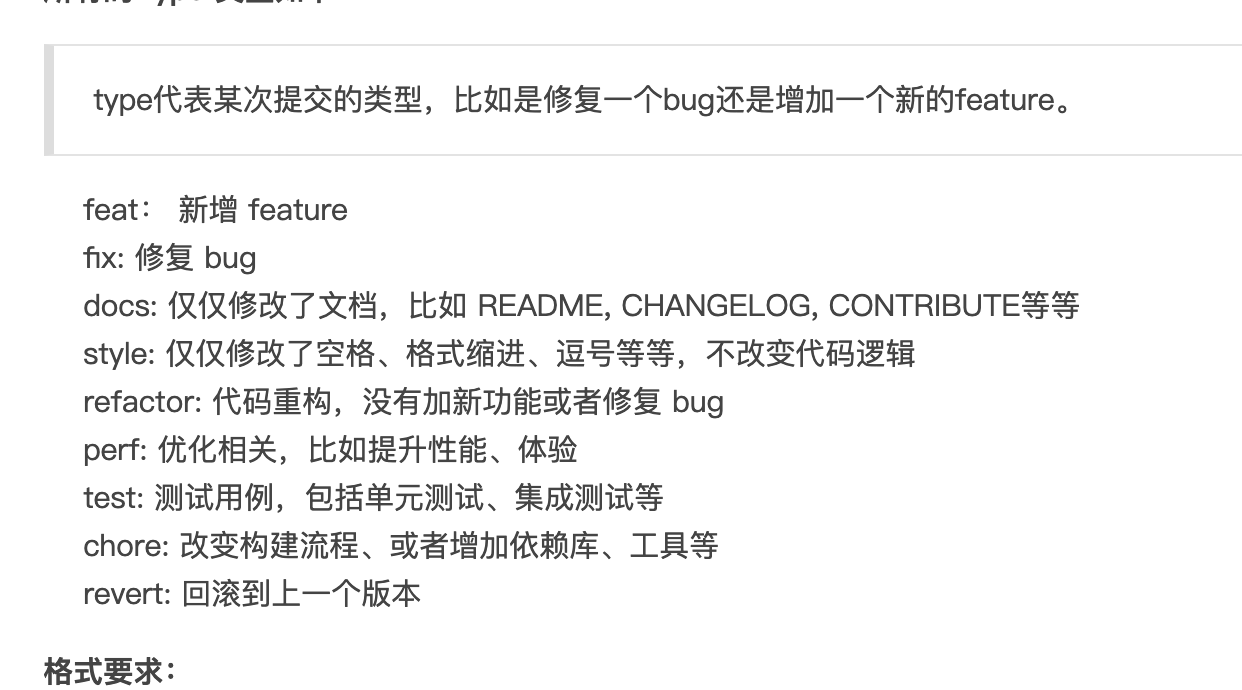 type代表某次提交的类型，比如是修复一个bug还是增加一个新的feature。
feat： 新增 feature
fix: 修复 bug
docs: 仅仅修改了文档，比如 README, CHANGELOG, CONTRIBUTE等等
style: 仅仅修改了空格、格式缩进、逗号等等，不改变代码逻辑
refactor: 代码重构，没有加新功能或者修复 bug
perf: 优化相关，比如提升性能、体验
test: 测试用例，包括单元测试、集成测试等
chore: 改变构建流程、或者增加依赖库、工具等
revert: 回滚到上一个版本
格式要求：